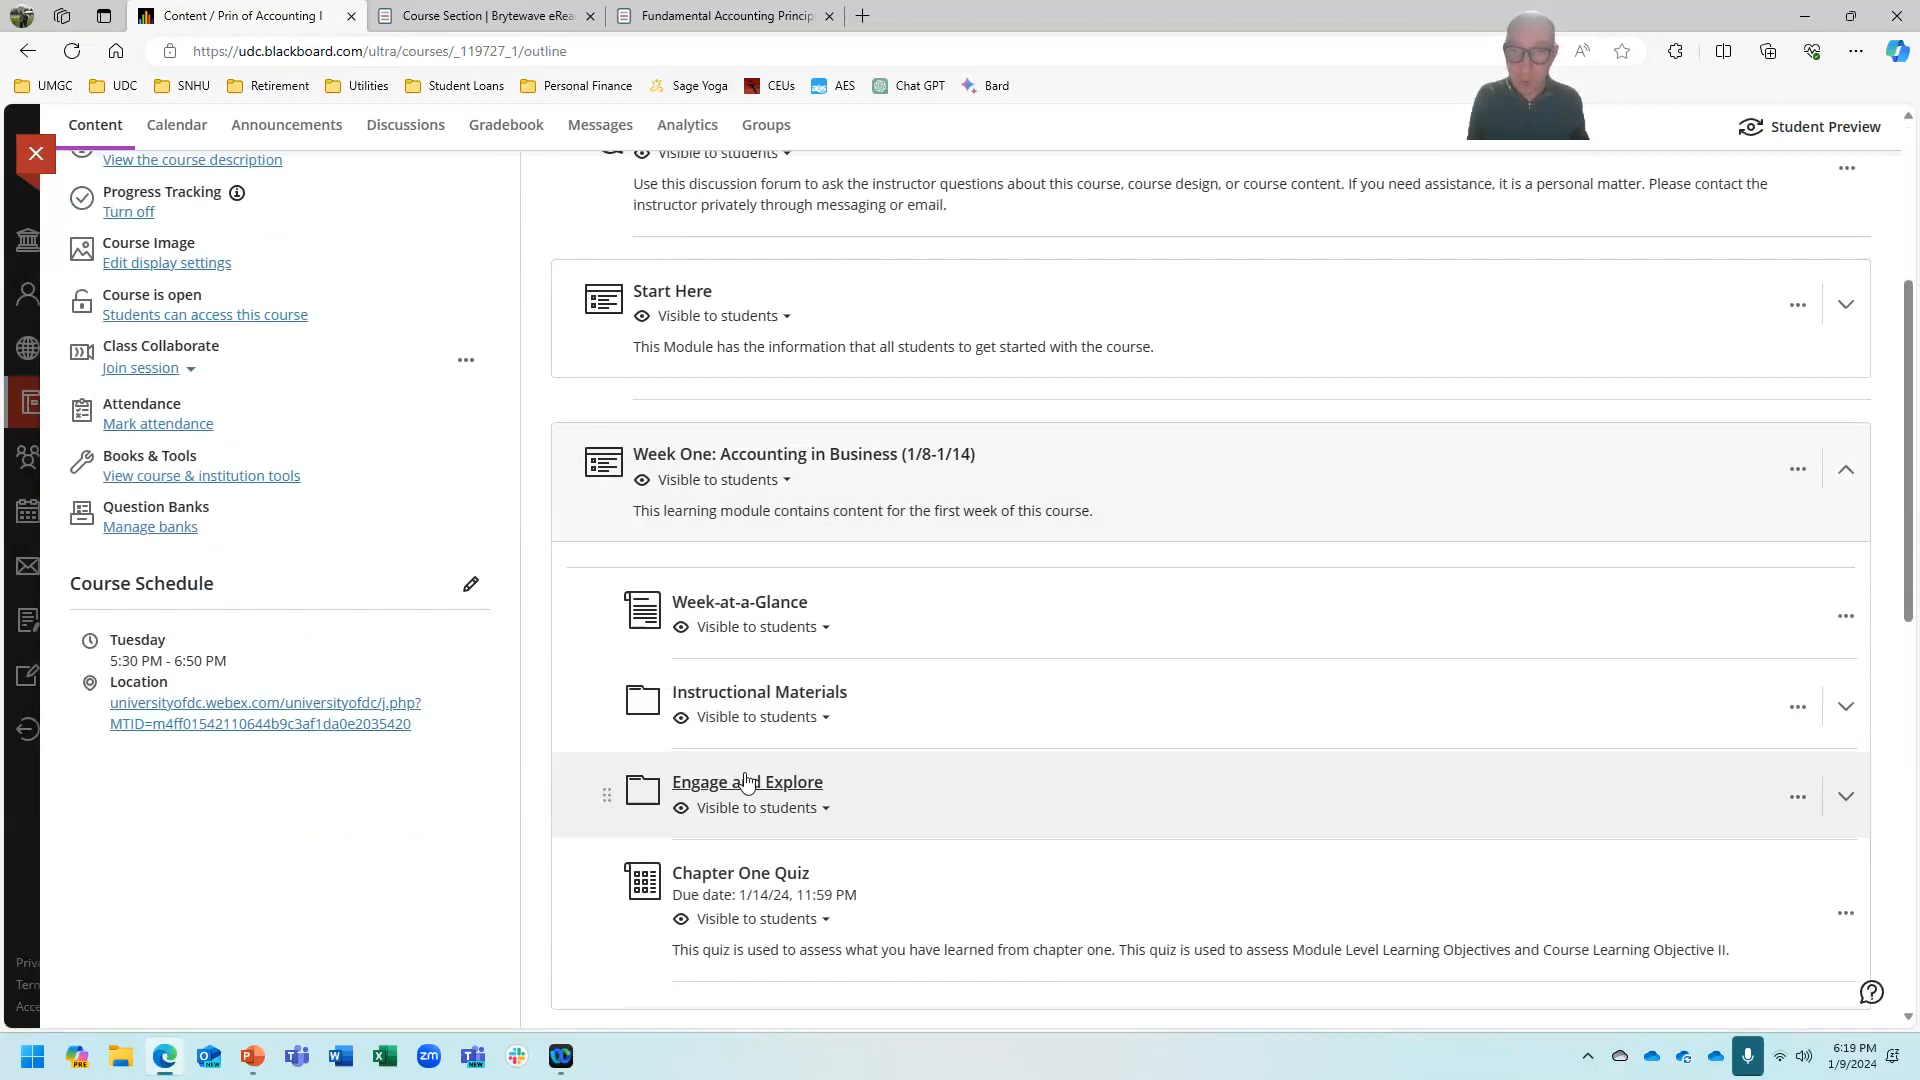 Content / Prin of Accounting I
Course Section | Brytewave eRea
Fundamental Accounting Princip
https://udc.blackboard.com/ultra/courses/_119727_1/outline
UMGC
UDC
SNHU
Retirement
Utilities
Student Loans
Personal Finance
Sage Yoga
CEUs
AES
Chat GPT
Bard
Content
Calendar
Announcements
Discussions
Gradebook
Messages
Analytics
Groups
Student Preview
View the course description
Progress Tracking
Turn off
Course Image
Edit display settings
Course is open
Students can access this course
Class Collaborate
Join session
Attendance
Mark attendance
Books & Tools
View course & institution tools
Question Banks
Manage banks
Course Schedule
Tuesday
5:30 PM - 6:50 PM
Location
universityofdc.webex.com/universityofdc/j.php?
MTID=m4ff01542110644b9c3af1da0e2035420
Visible to students
Use this discussion forum to ask the instructor questions about this course, course design, or course content. If you need assistance, it is a personal matter. Please contact the
instructor privately through messaging or email.
Start Here
Visible to students
This Module has the information that all students to get started with the course.
Week One: Accounting in Business (1/8-1/14)
Visible to students
This learning module contains content for the first week of this course.
Week-at-a-Glance
Visible to students
Instructional Materials
Visible to students
Engage and Explore
Visible to students
Chapter One Quiz
Due date: 1/14/24, 11:59 PM
Visible to students
This quiz is used to assess what you have learned from chapter one. This quiz is used to assess Module Level Learning Objectives and Course Learning Objective II.
Priva
Term
Acce
6:19 PM
1/9/2024